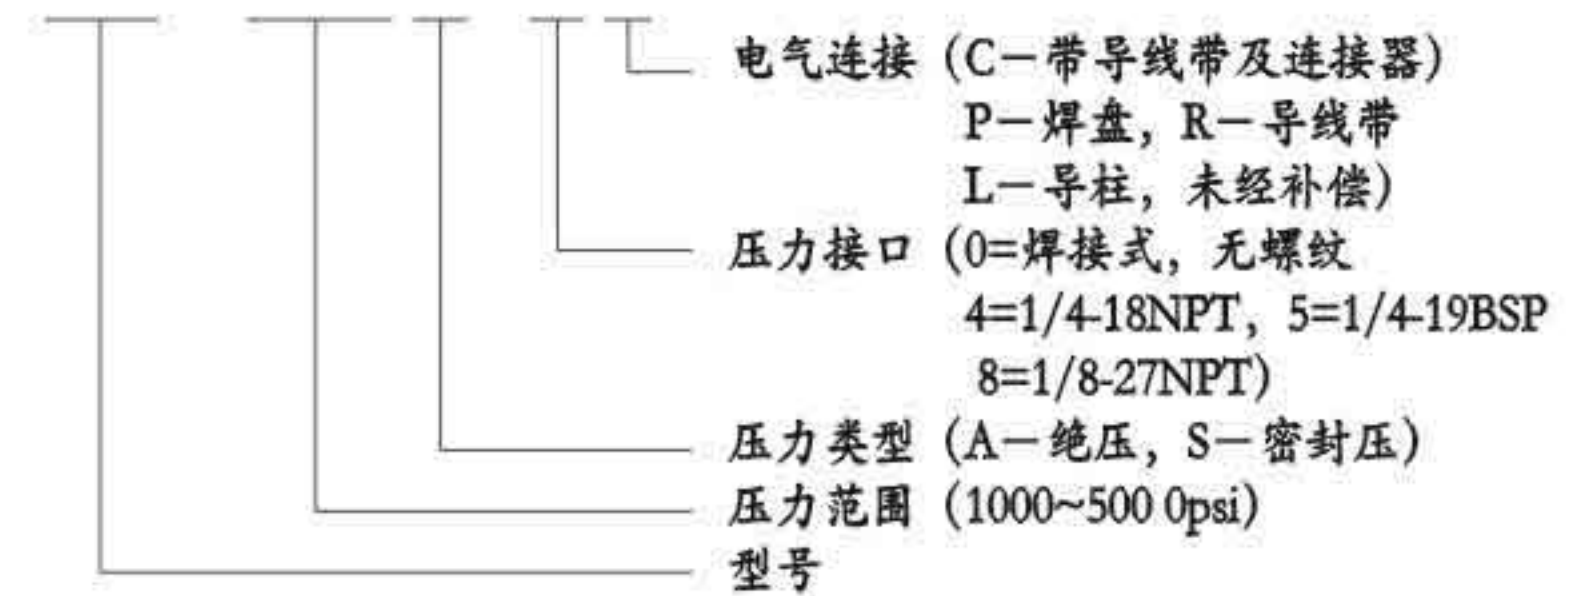 电气连接（C－带导线带及连接器）
P－焊盘，R－导线带
L－导柱，未经补偿）
压力接口（0=焊接式，无螺纹
4=1/4-18NPT，5=1/4-19BSP
8=1/8-27NPT）
压力类型（A－绝压，S－密封压）
压力范围（1000~500 0psi）
型号